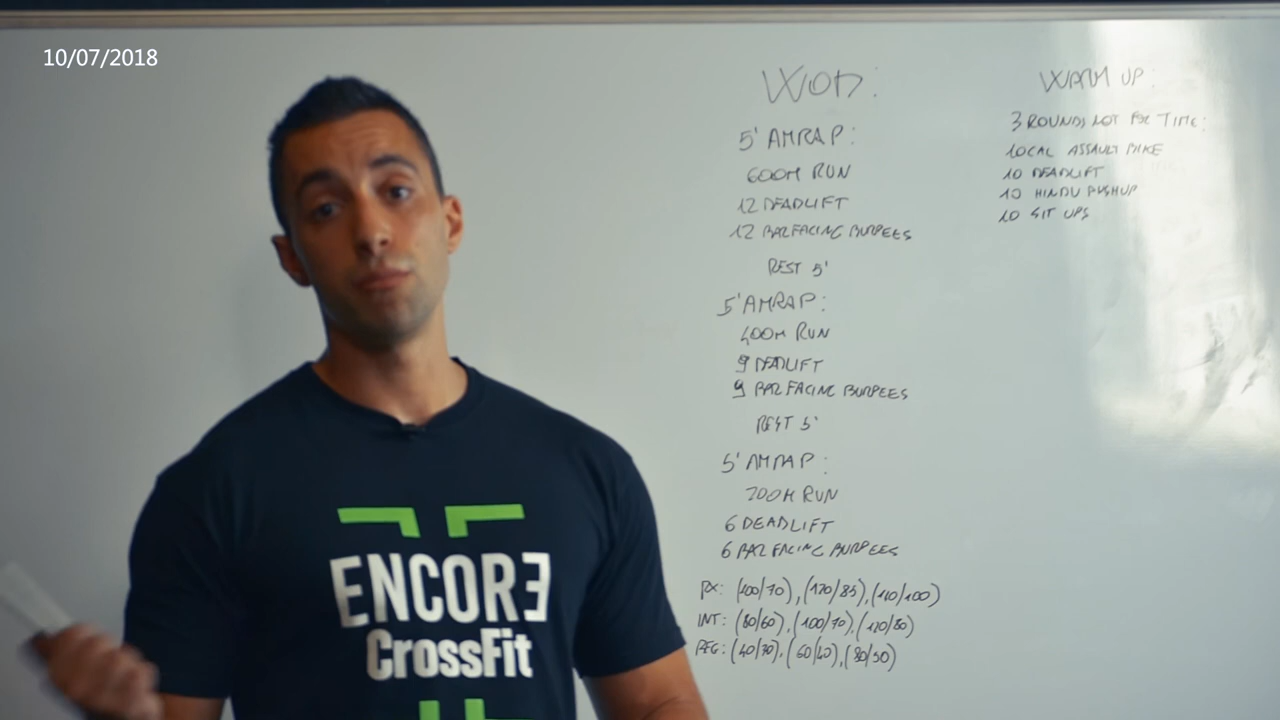 10/07/2018
WOD:
5' AMRAP:
600M RUN
12 DEADLIFT
12 BAR FACING BURPEES
REST 5'
5' AMRAP:
400M RUN
9 DEADLIFT
9 BAR FACING BURPEES
REST 5'
5' AMRAP:
200M RUN
6 DEADLIFT
6 BAR FACING BURPEES
RX: (100/70), (120/85), (140/100)
INT: (80/60), (100/70), (120/80)
BEG: (40/30), (60/40), (80/50)
WARM UP:
3 ROUNDS NOT FOR TIME:
10CAL ASSAULT BIKE
10 DEADLIFT
10 HINDU PUSHUP
10 SIT UPS
ENCORE
CrossFit